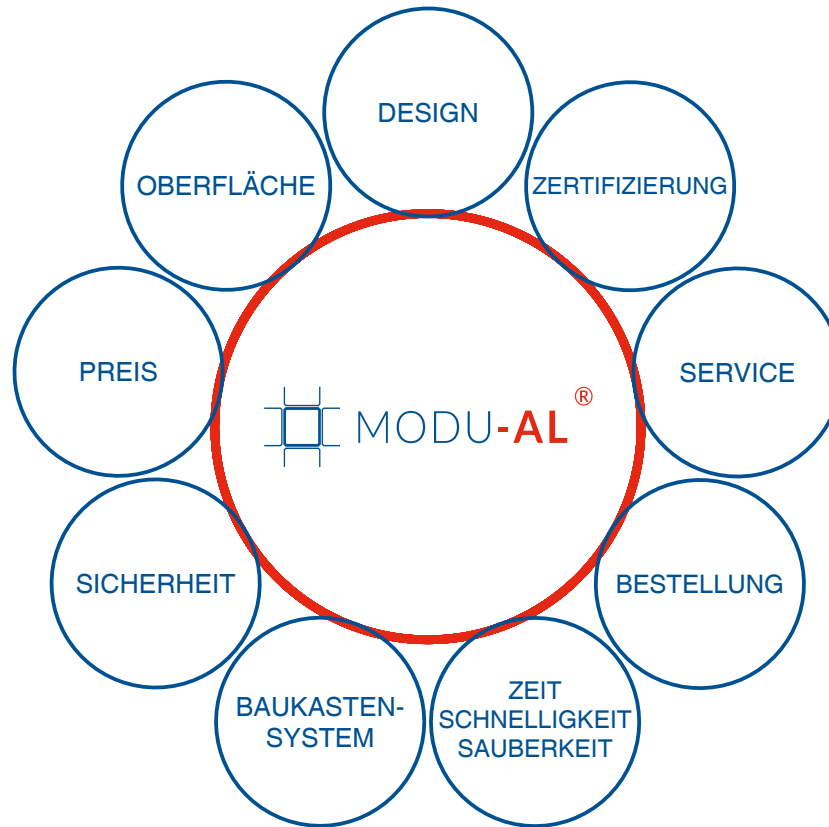 DESIGN
ZERTIFIZIERUNG
OBERFLÄCHE
PREIS
SERVICE
MODU-AL®
SICHERHEIT
BESTELLUNG
BAUKASTEN-
SYSTEM
ZEIT
SCHNELLIGKEIT
SAUBERKEIT